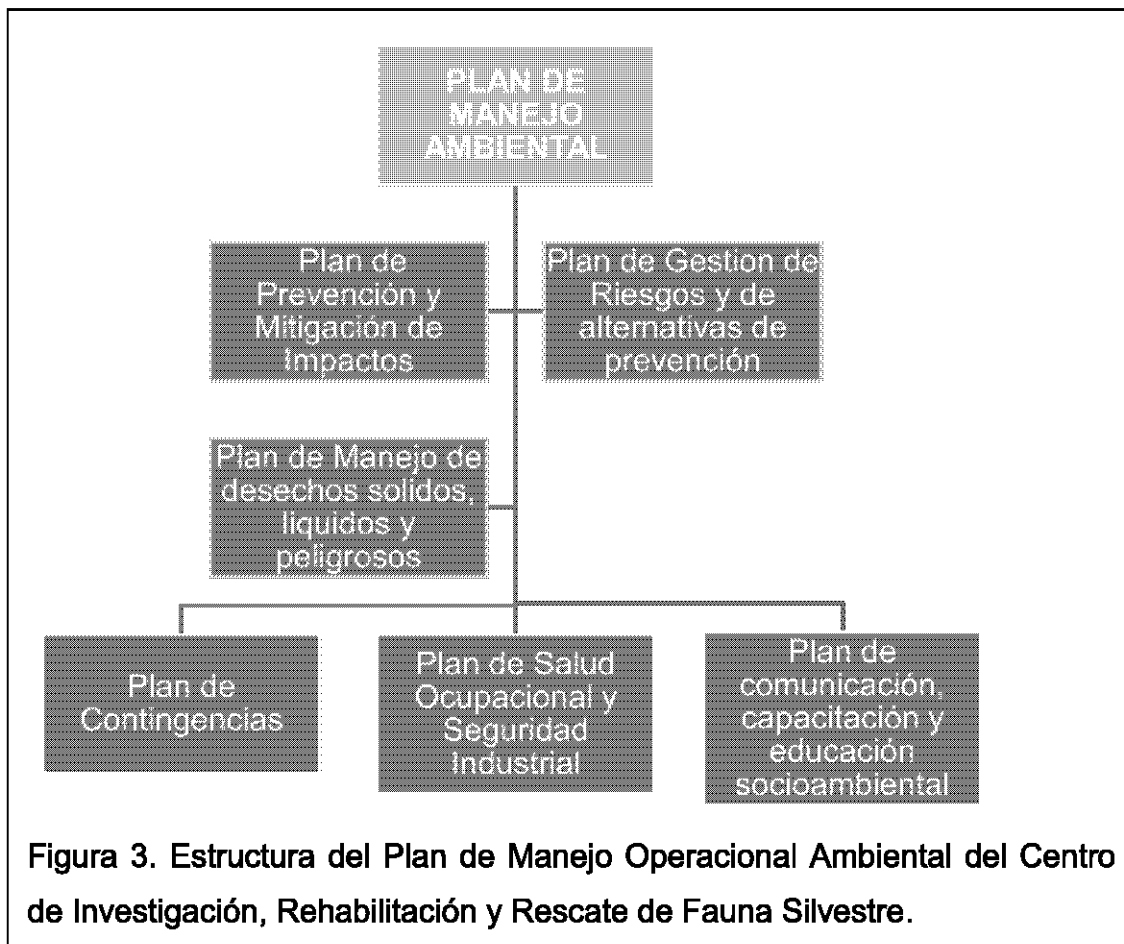 PLAN DE
MANEJO
AMBIENTAL
Plan de
Prevención y
Mitigación de
Impactos
Plan de Gestion de
Riesgos y de
alternativas de
prevención
Plan de Manejo de
desechos solidos,
liquidos y
peligrosos
Plan de
Contingencias
Plan de Salud
Ocupacional y
Seguridad
Industrial
Plan de
comunicación,
capacitación y
educación
socioambiental
Figura 3. Estructura del Plan de Manejo Operacional Ambiental del Centro
de Investigación, Rehabilitación y Rescate de Fauna Silvestre.